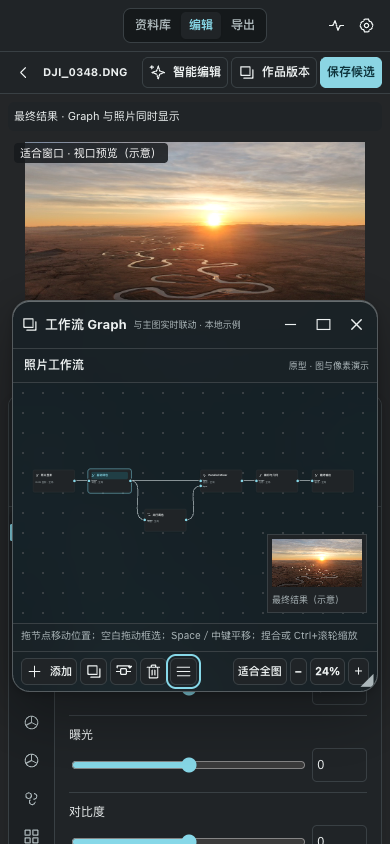 资料库 编辑 导出
DJI_0348.DNG 智能编辑 作品版本 保存候选
最终结果 · Graph 与照片同时显示
适合窗口 · 视口预览（示意）
工作流 Graph 与主图实时联动 · 本地示例
照片工作流 原型 · 图与像素演示
最终结果（示意）
拖节点移动位置；空白拖动框选；Space / 中键平移；捏合或 Ctrl+滚轮缩放
添加 适合全图 − 24% +
曝光
0
对比度
0